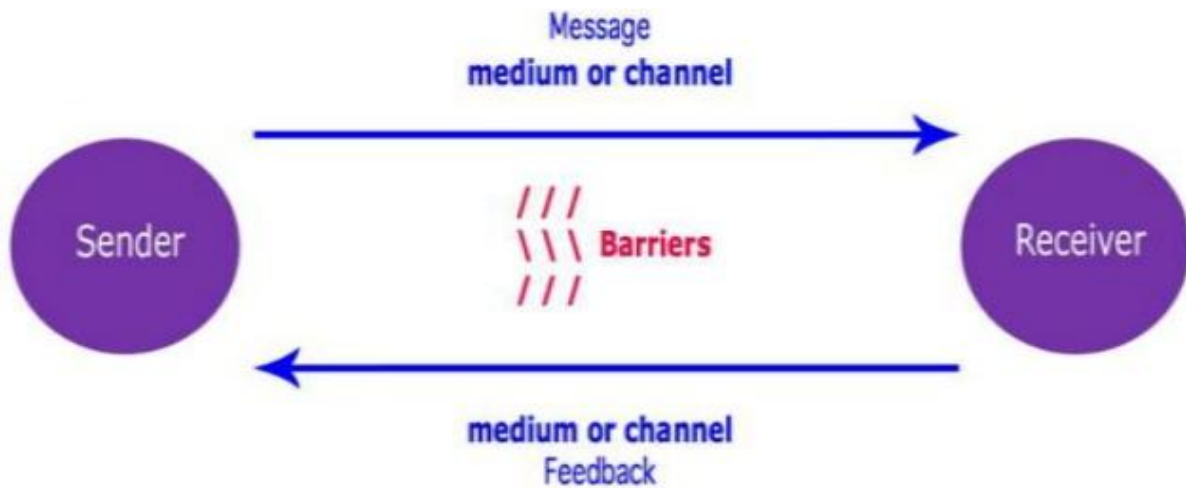 Message
medium or channel
Sender
/ / /
\ \ \ Barriers
/ / /
Receiver
medium or channel
Feedback